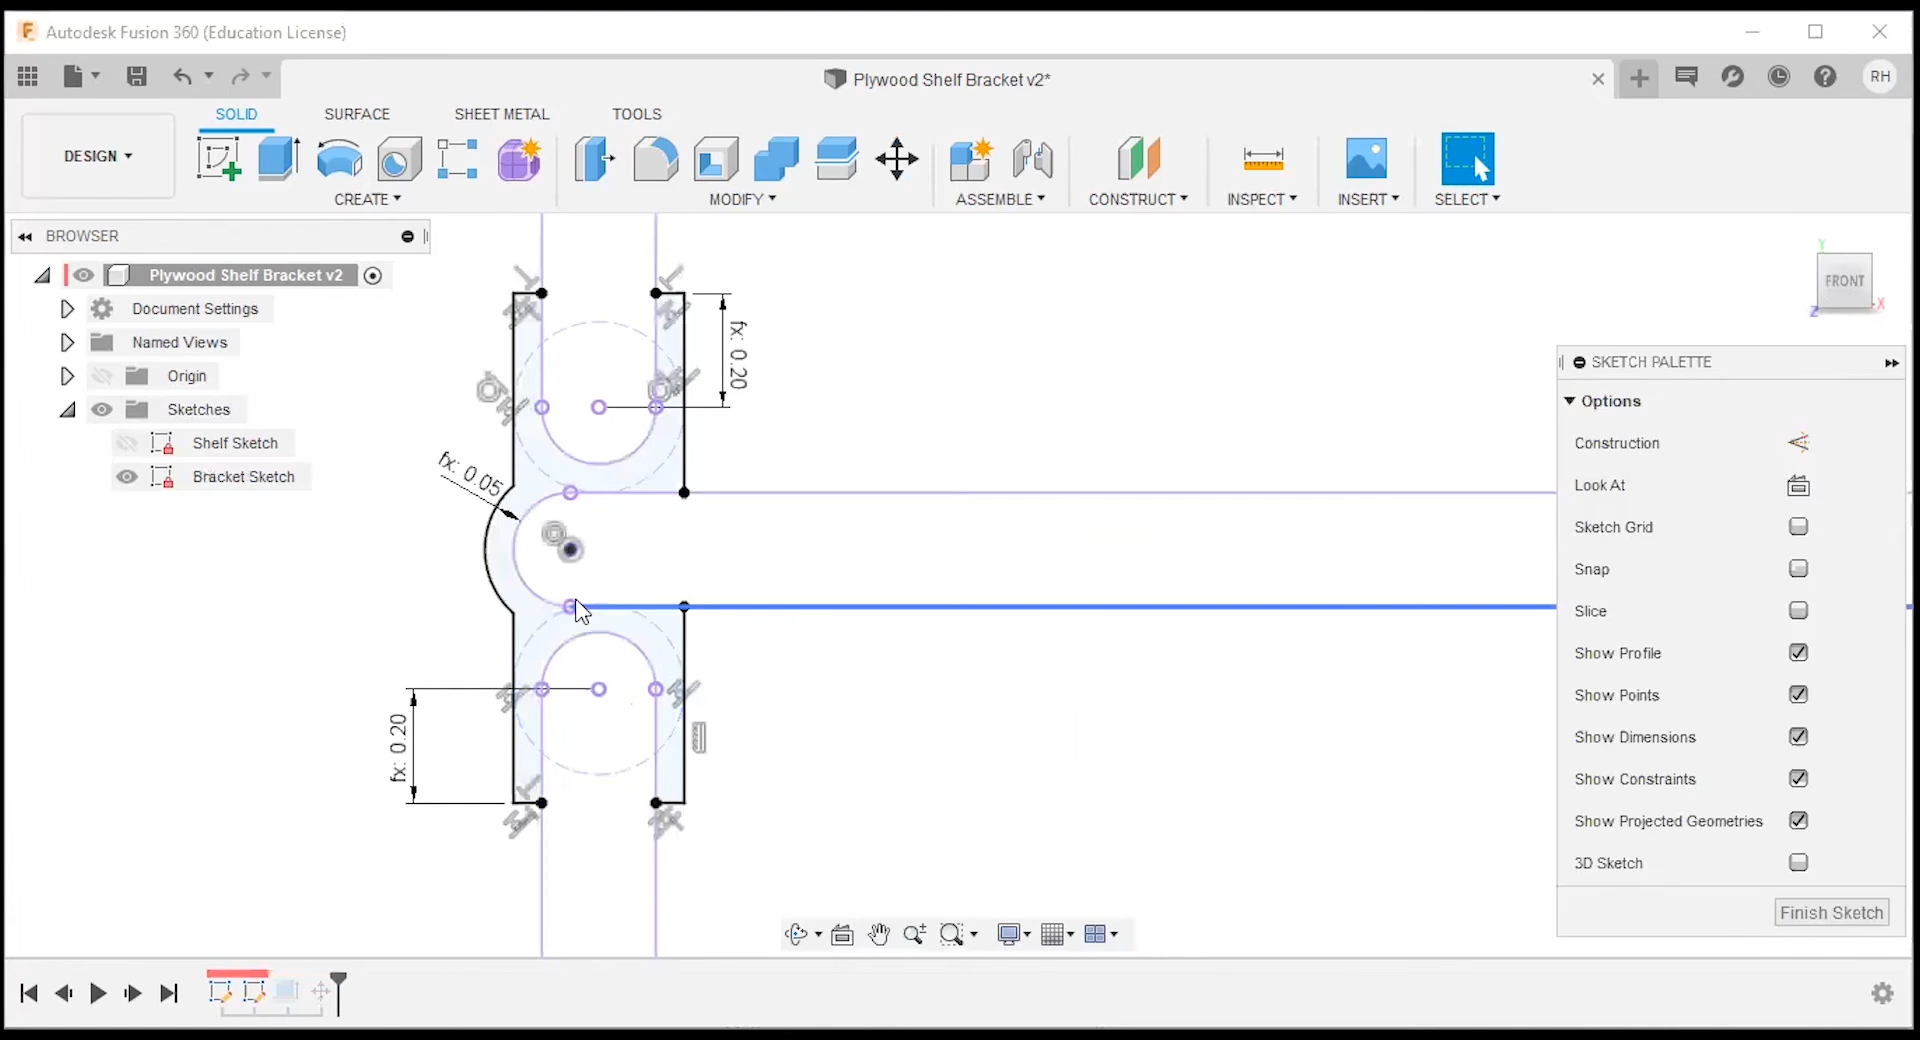 Autodesk Fusion 360 (Education License)
Plywood Shelf Bracket v2*
RH
SOLID SURFACE SHEET METAL TOOLS
DESIGN
CREATE MODIFY ASSEMBLE CONSTRUCT INSPECT INSERT SELECT
BROWSER
Plywood Shelf Bracket v2
Document Settings
Named Views
Origin
Sketches
Shelf Sketch
Bracket Sketch
fx: 0.20
fx: 0.05
fx: 0.20
Y
FRONT
X
Z
SKETCH PALETTE
Options
Construction
Look At
Sketch Grid
Snap
Slice
Show Profile
Show Points
Show Dimensions
Show Constraints
Show Projected Geometries
3D Sketch
Finish Sketch